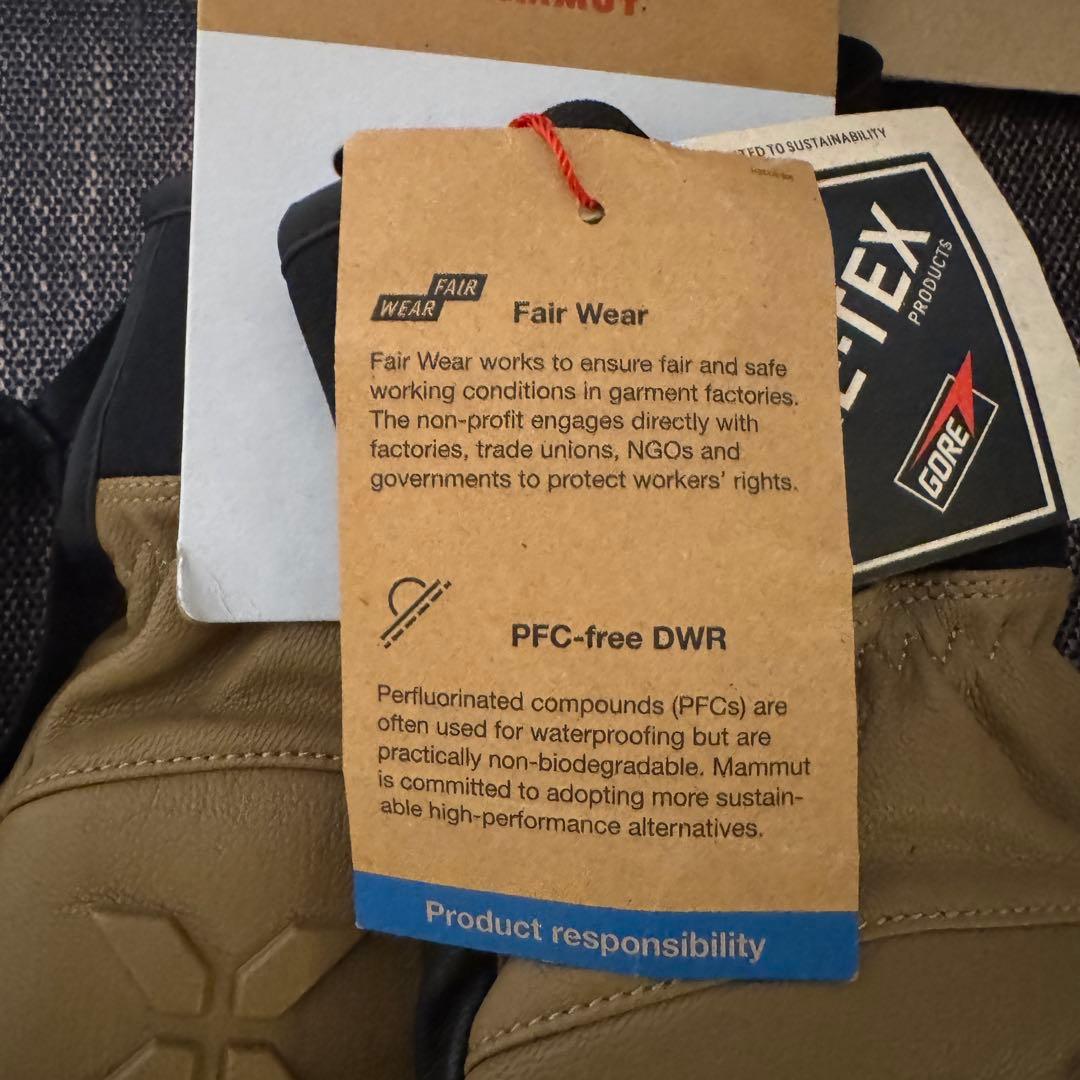 TO SUSTAINABILITY
TEX
PRODUCTS
GORE
FAIR
WEAR
Fair Wear
Fair Wear works to ensure fair and safe
working conditions in garment factories.
The non-profit engages directly with
factories, trade unions, NGOs and
governments to protect workers' rights.
PFC-free DWR
Perfluorinated compounds (PFCs) are
often used for waterproofing but are
practically non-biodegradable. Mammut
is committed to adopting more sustain-
able high-performance alternatives.
Product responsibility